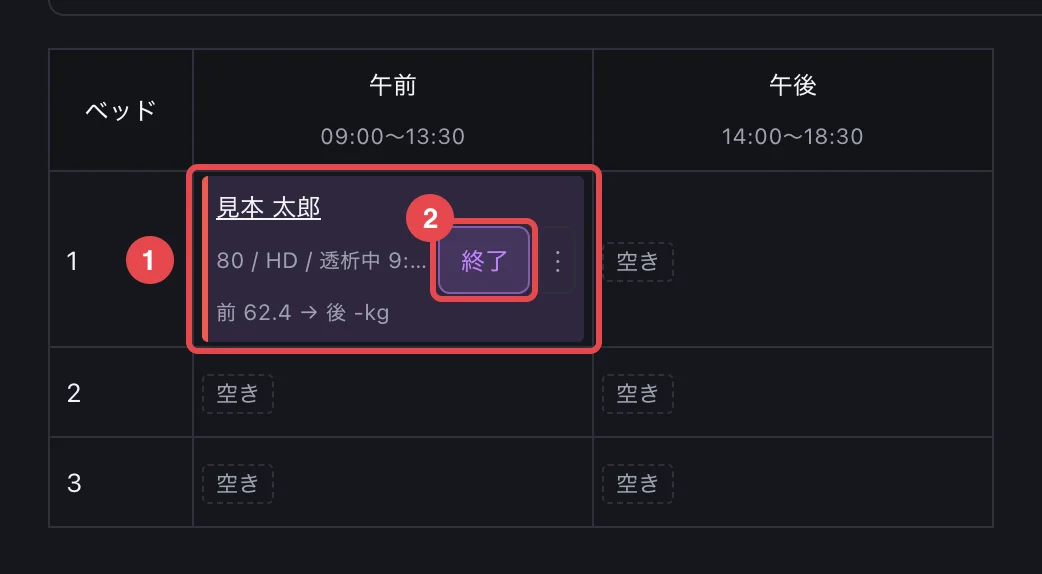 ベッド
午前
09:00〜13:30
午後
14:00〜18:30
1
1
見本 太郎
80 / HD / 透析中 9:...
前 62.4 → 後 -kg
2
終了
⋮
空き
2
空き
空き
3
空き
空き